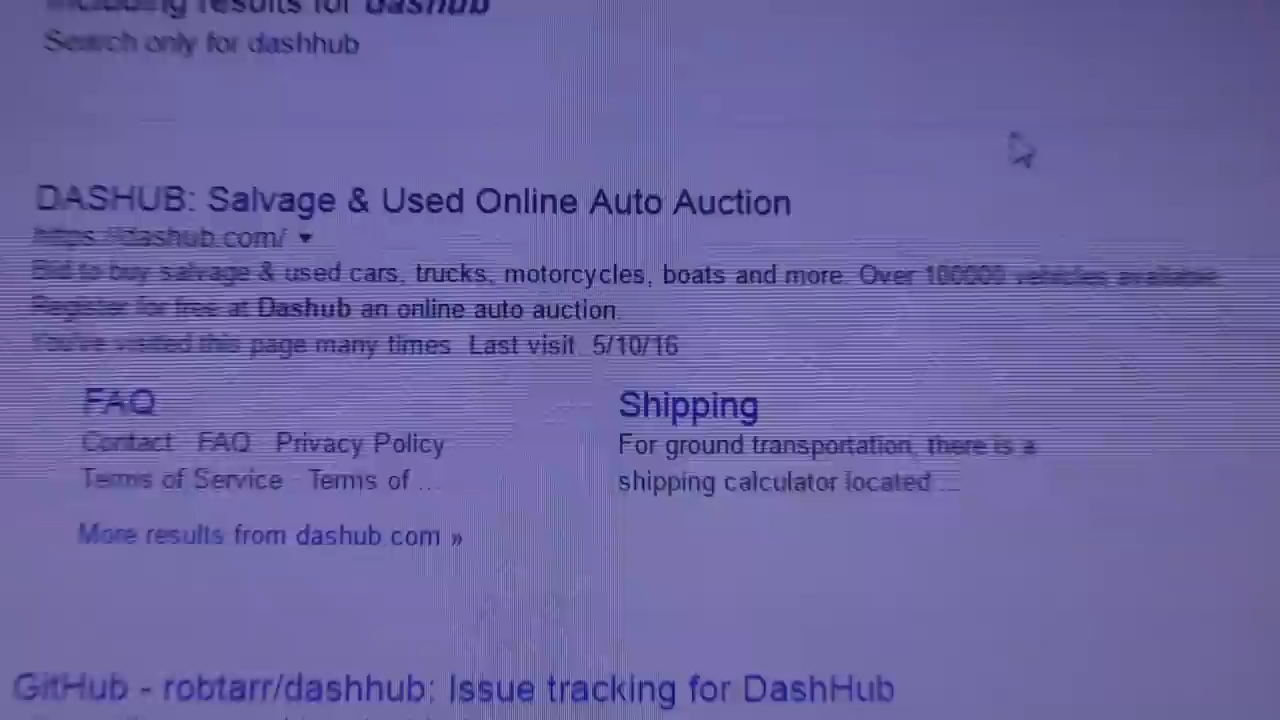 Including results for dashub
Search only for dashhub
DASHUB: Salvage & Used Online Auto Auction
https://dashub.com/
Bid to buy salvage & used cars, trucks, motorcycles, boats and more. Over 100000 vehicles available.
Register for free at Dashub an online auto auction.
You've visited this page many times. Last visit: 5/10/16
FAQ
Contact · FAQ · Privacy Policy
Terms of Service · Terms of ...
Shipping
For ground transportation, there is a
shipping calculator located ...
More results from dashub.com »
GitHub - robtarr/dashhub: Issue tracking for DashHub